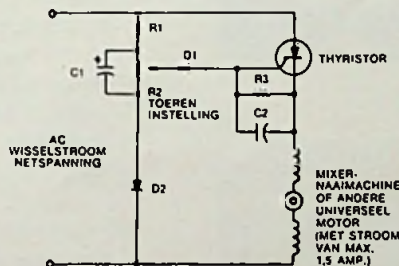 R1
D1
THYRISTOR
C1
+
R3
R2
TOEREN
INSTELLING
C2
AC
WISSELSTROOM
NETSPANNING
D2
MIXER-
NAAIMACHINE
OF ANDERE
UNIVERSEEL
MOTOR
(MET STROOM
VAN MAX.
1,5 AMP.)